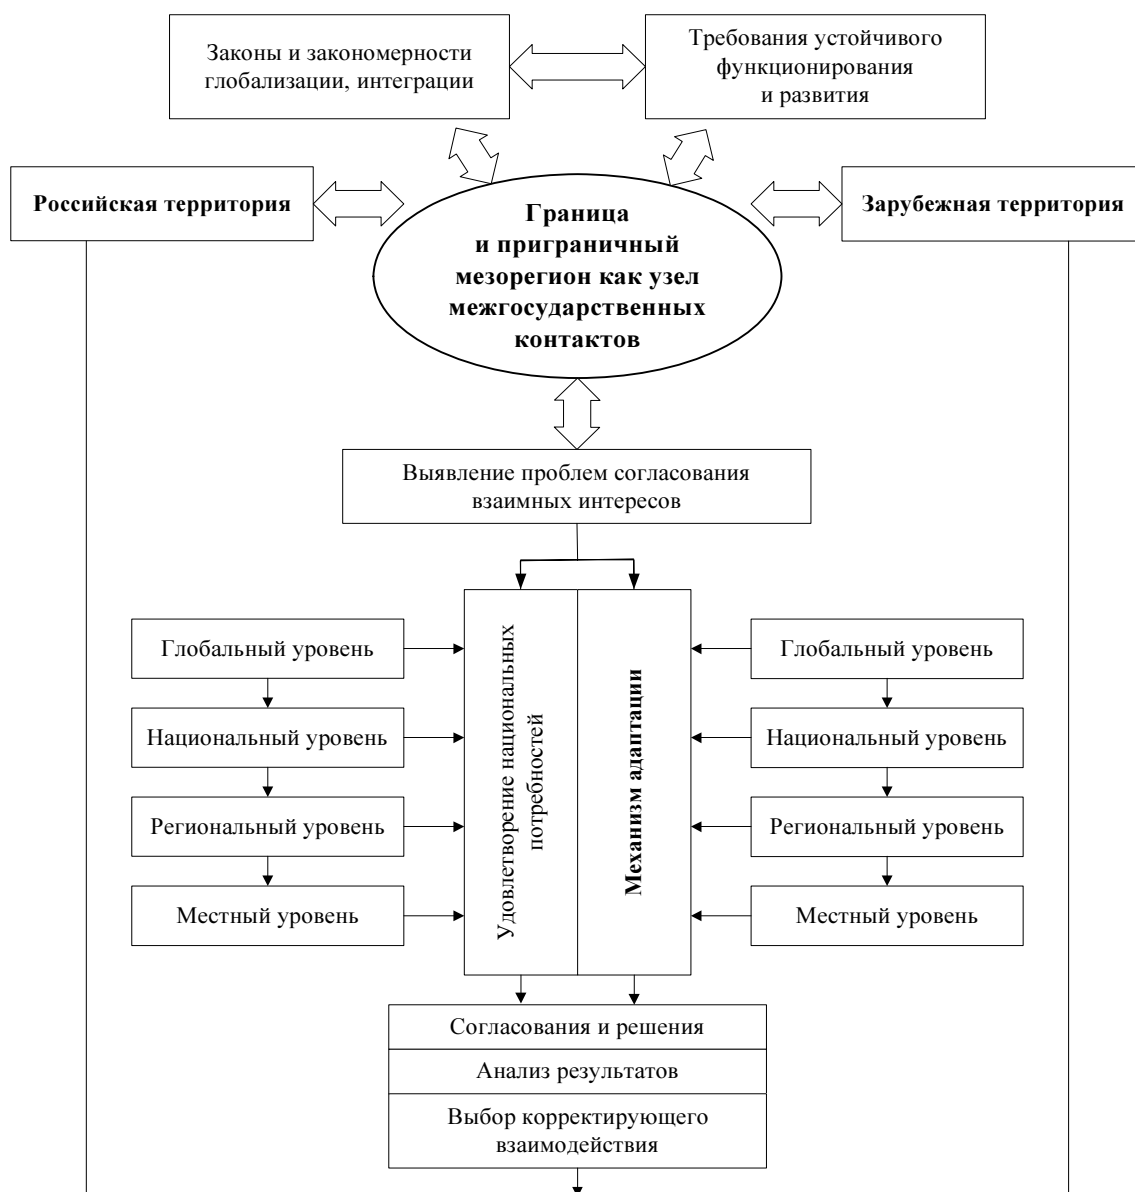 Законы и закономерности
глобализации, интеграции
Требования устойчивого
функционирования
и развития
Российская территория
Зарубежная территория
Граница
и приграничный
мезорегион как узел
межгосударственных
контактов
Выявление проблем согласования
взаимных интересов
Глобальный уровень
Национальный уровень
Региональный уровень
Местный уровень
Удовлетворение национальных
потребностей
Механизм адаптации
Глобальный уровень
Национальный уровень
Региональный уровень
Местный уровень
Согласования и решения
Анализ результатов
Выбор корректирующего
взаимодействия